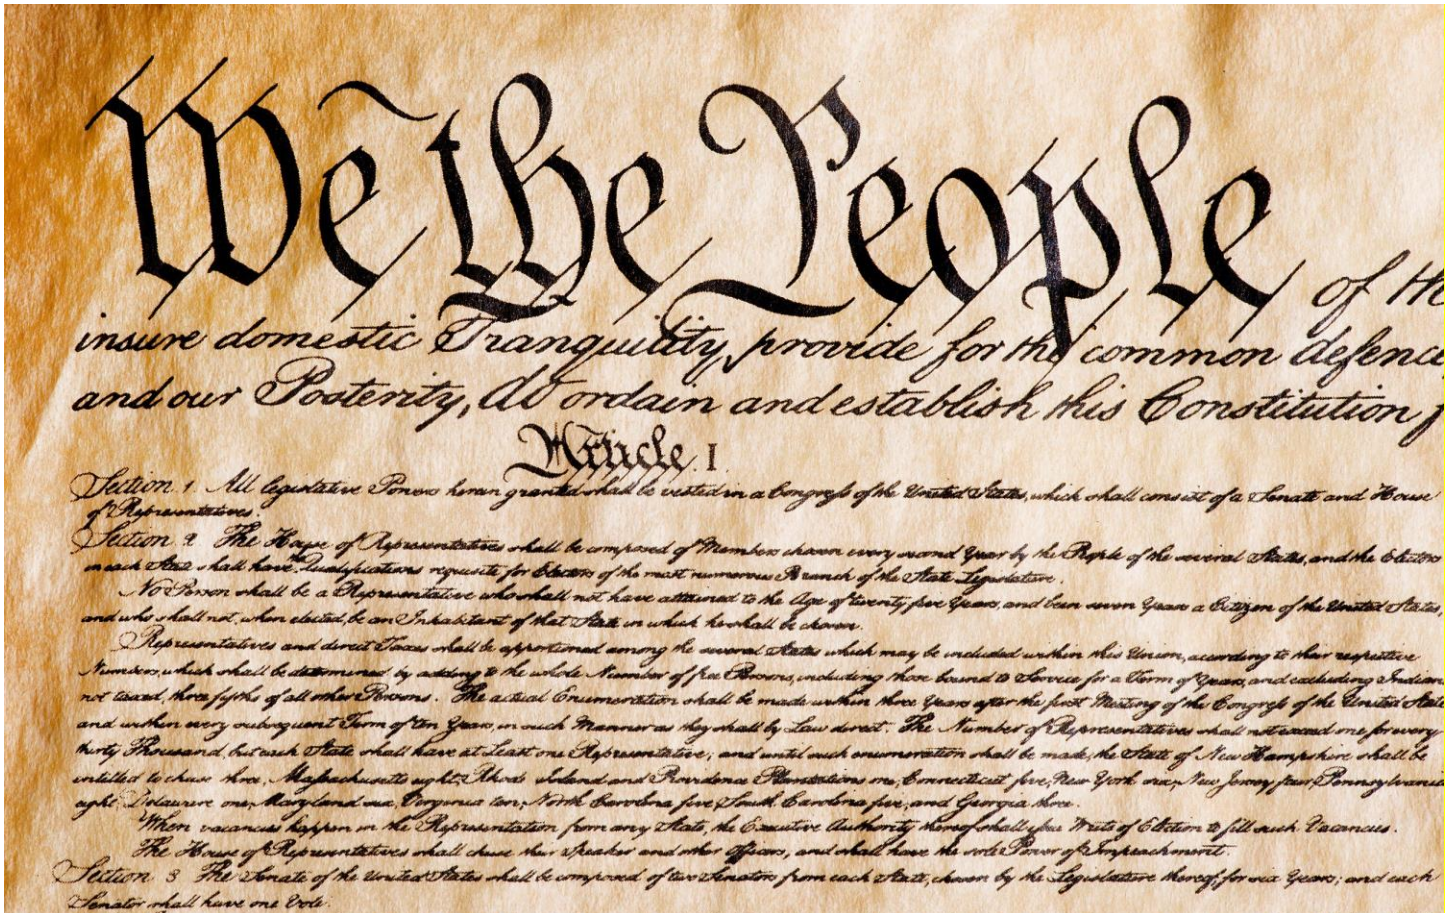 We the People of the
insure domestic Tranquility, provide for the common defence,
and our Posterity, do ordain and establish this Constitution f
Article. I.
Section. 1. All legislative Powers herein granted shall be vested in a Congress of the United States, which shall consist of a Senate and House
of Representatives.
Section. 2. The House of Representatives shall be composed of Members chosen every second Year by the People of the several States, and the Electors
in each State shall have the Qualifications requisite for Electors of the most numerous Branch of the State Legislature.
No Person shall be a Representative who shall not have attained to the Age of twenty five Years, and been seven Years a Citizen of the United States,
and who shall not, when elected, be an Inhabitant of that State in which he shall be chosen.
Representatives and direct Taxes shall be apportioned among the several States which may be included within this Union, according to their respective
Numbers, which shall be determined by adding to the whole Number of free Persons, including those bound to Service for a Term of Years, and excluding Indians
not taxed, three fifths of all other Persons. The actual Enumeration shall be made within three Years after the first Meeting of the Congress of the United States
and within every subsequent Term of ten Years, in such Manner as they shall by Law direct. The Number of Representatives shall not exceed one for every
thirty Thousand, but each State shall have at Least one Representative; and until such enumeration shall be made, the State of New Hampshire shall be
entitled to chuse three, Massachusetts eight, Rhode Island and Providence Plantations one, Connecticut five, New York six, New Jersey four, Pennsylvania
eight, Delaware one, Maryland six, Virginia ten, North Carolina five, South Carolina five, and Georgia three.
When vacancies happen in the Representation from any State, the Executive Authority thereof shall issue Writs of Election to fill such Vacancies.
The House of Representatives shall chuse their Speaker and other Officers; and shall have the sole Power of Impeachment.
Section. 3. The Senate of the United States shall be composed of two Senators from each State, chosen by the Legislature thereof, for six Years; and each
Senator shall have one Vote.